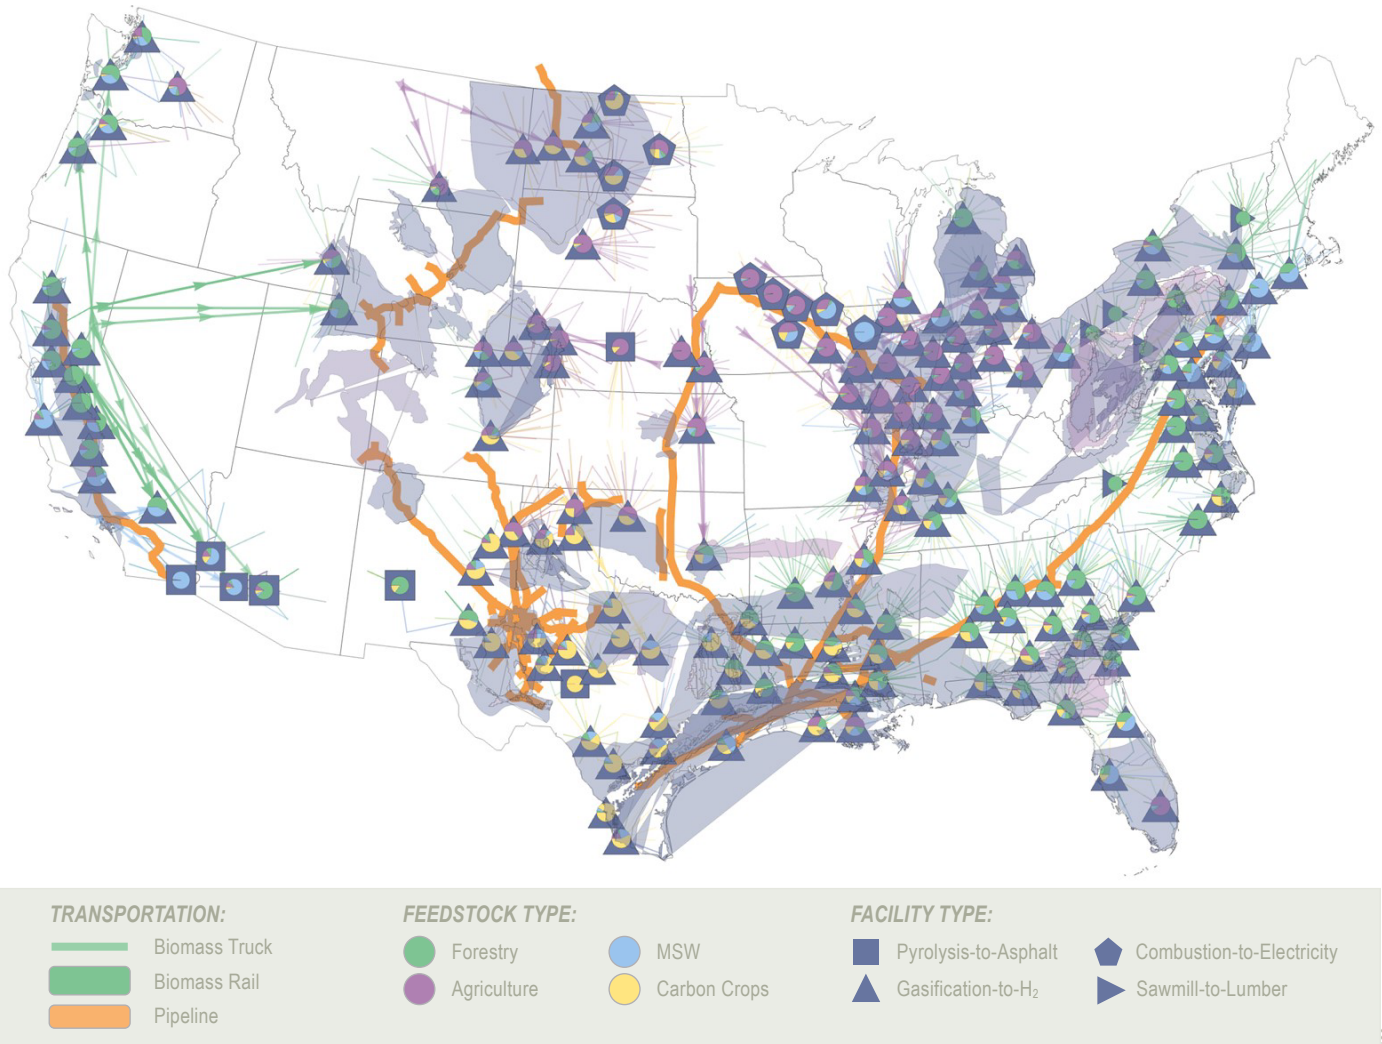 TRANSPORTATION:
Biomass Truck
Biomass Rail
Pipeline
FEEDSTOCK TYPE:
Forestry
Agriculture
MSW
Carbon Crops
FACILITY TYPE:
Pyrolysis-to-Asphalt
Gasification-to-H₂
Combustion-to-Electricity
Sawmill-to-Lumber